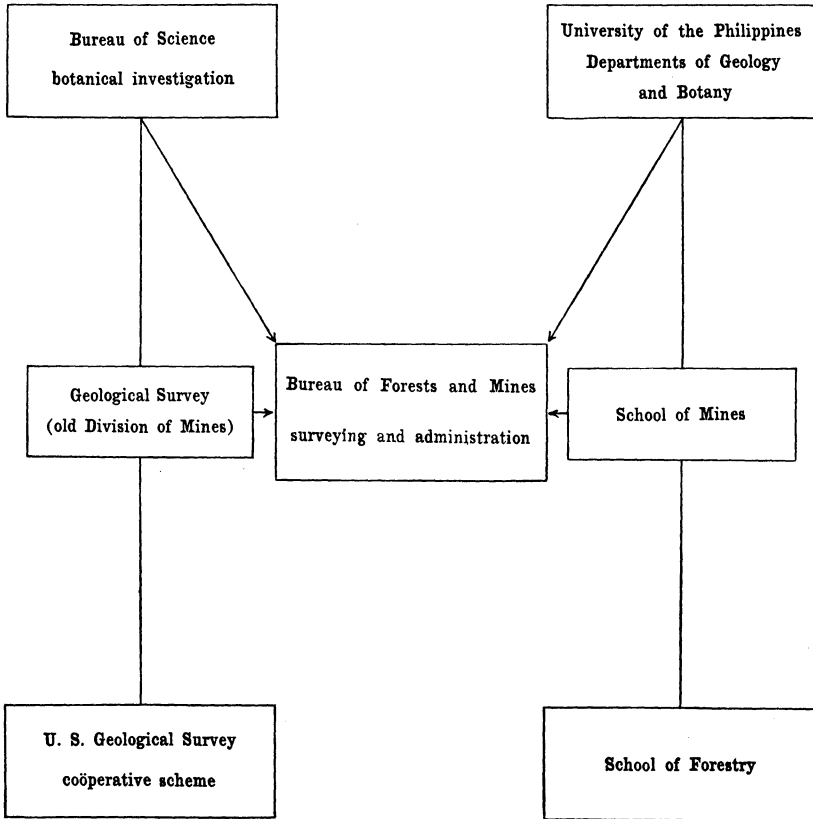 Bureau of Science
botanical investigation
University of the Philippines
Departments of Geology
and Botany
Geological Survey
(old Division of Mines)
Bureau of Forests and Mines
surveying and administration
School of Mines
U. S. Geological Survey
coöperative scheme
School of Forestry